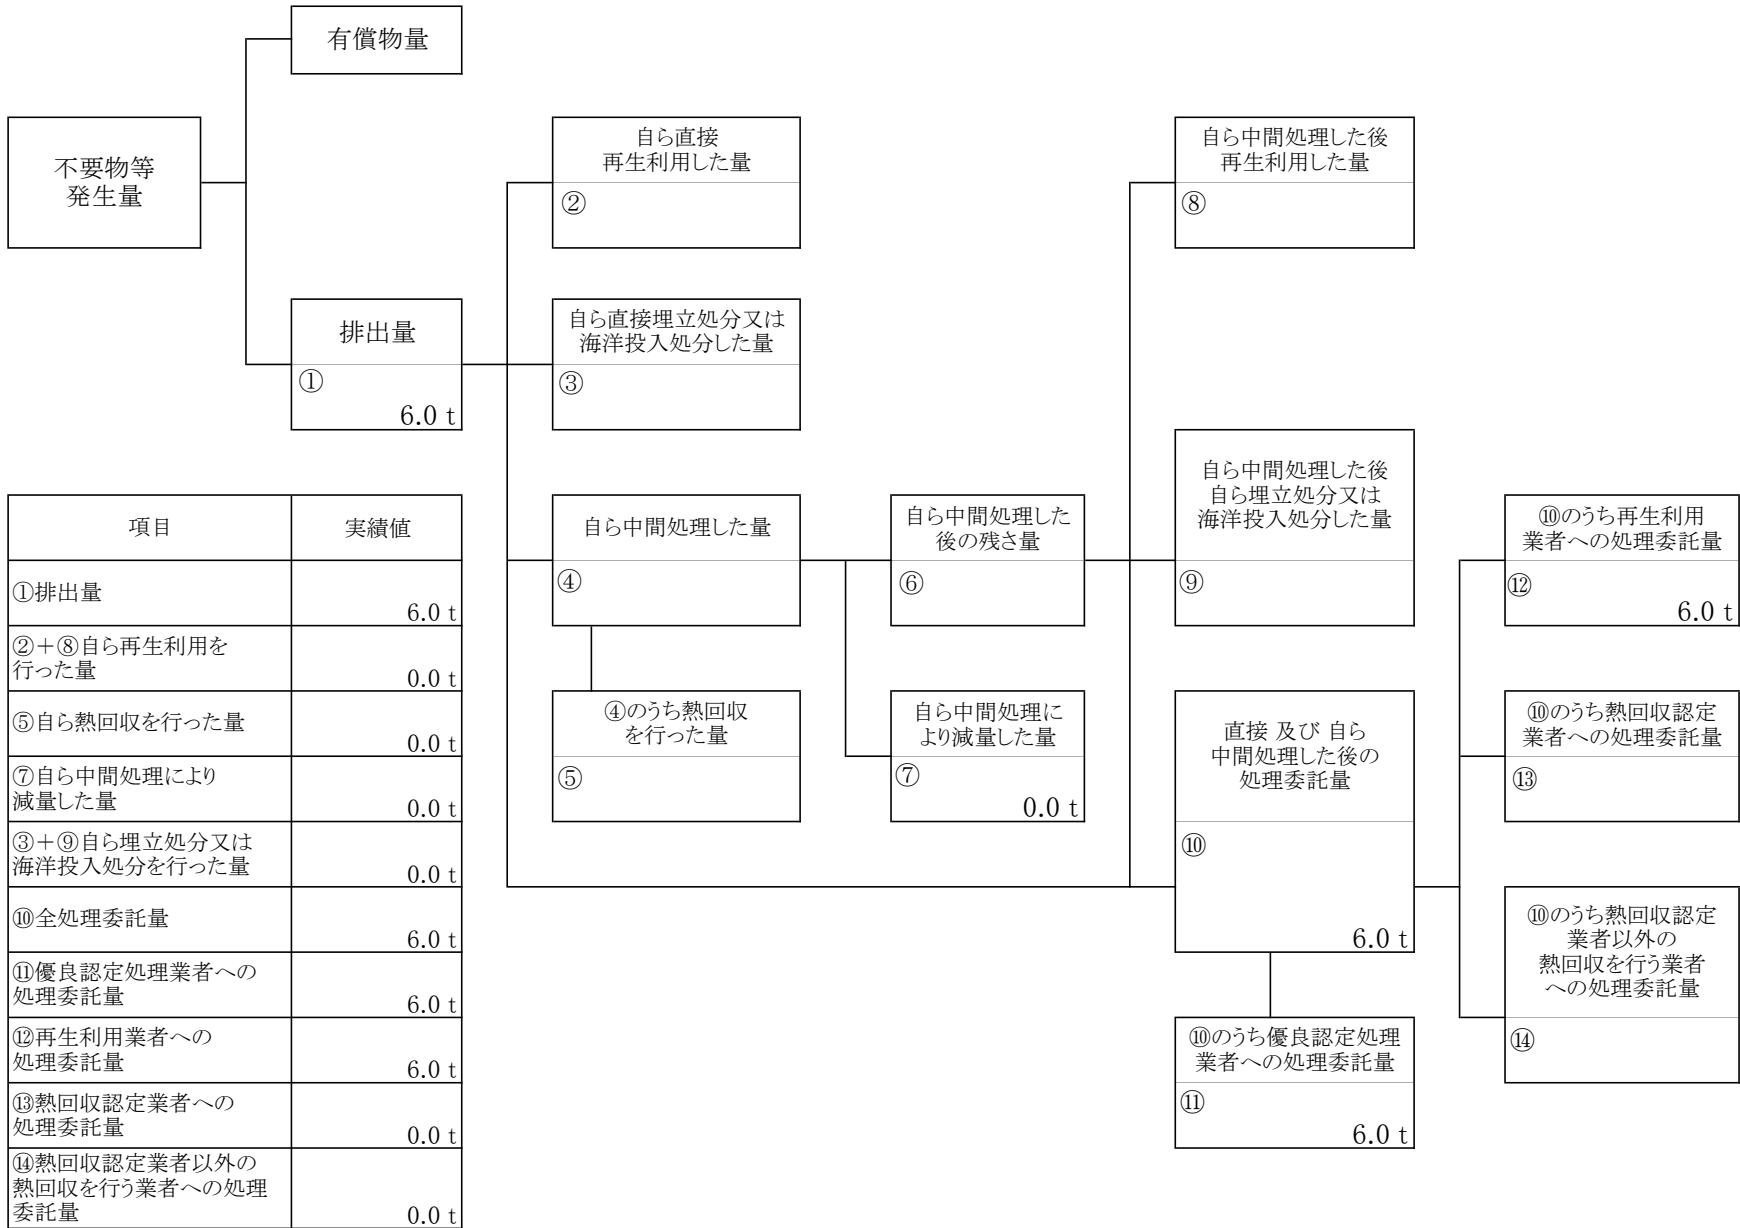 有償物量
不要物等
発生量
排出量
①
6.0 t
自ら直接
再生利用した量
②
自ら直接埋立処分又は
海洋投入処分した量
③
自ら中間処理した量
④
④のうち熱回収
を行った量
⑤
自ら中間処理した
後の残さ量
⑥
自ら中間処理に
より減量した量
⑦
0.0 t
自ら中間処理した後
再生利用した量
⑧
自ら中間処理した後
自ら埋立処分又は
海洋投入処分した量
⑨
直接 及び 自ら
中間処理した後の
処理委託量
⑩
6.0 t
⑩のうち優良認定処理
業者への処理委託量
⑪
6.0 t
⑩のうち再生利用
業者への処理委託量
⑫
6.0 t
⑩のうち熱回収認定
業者への処理委託量
⑬
⑩のうち熱回収認定
業者以外の
熱回収を行う業者
への処理委託量
⑭
項目 実績値
①排出量
6.0 t
②+⑧自ら再生利用を
行った量
0.0 t
⑤自ら熱回収を行った量
0.0 t
⑦自ら中間処理により
減量した量
0.0 t
③+⑨自ら埋立処分又は
海洋投入処分を行った量
0.0 t
⑩全処理委託量
6.0 t
⑪優良認定処理業者への
処理委託量
6.0 t
⑫再生利用業者への
処理委託量
6.0 t
⑬熱回収認定業者への
処理委託量
0.0 t
⑭熱回収認定業者以外の
熱回収を行う業者への処理
委託量
0.0 t